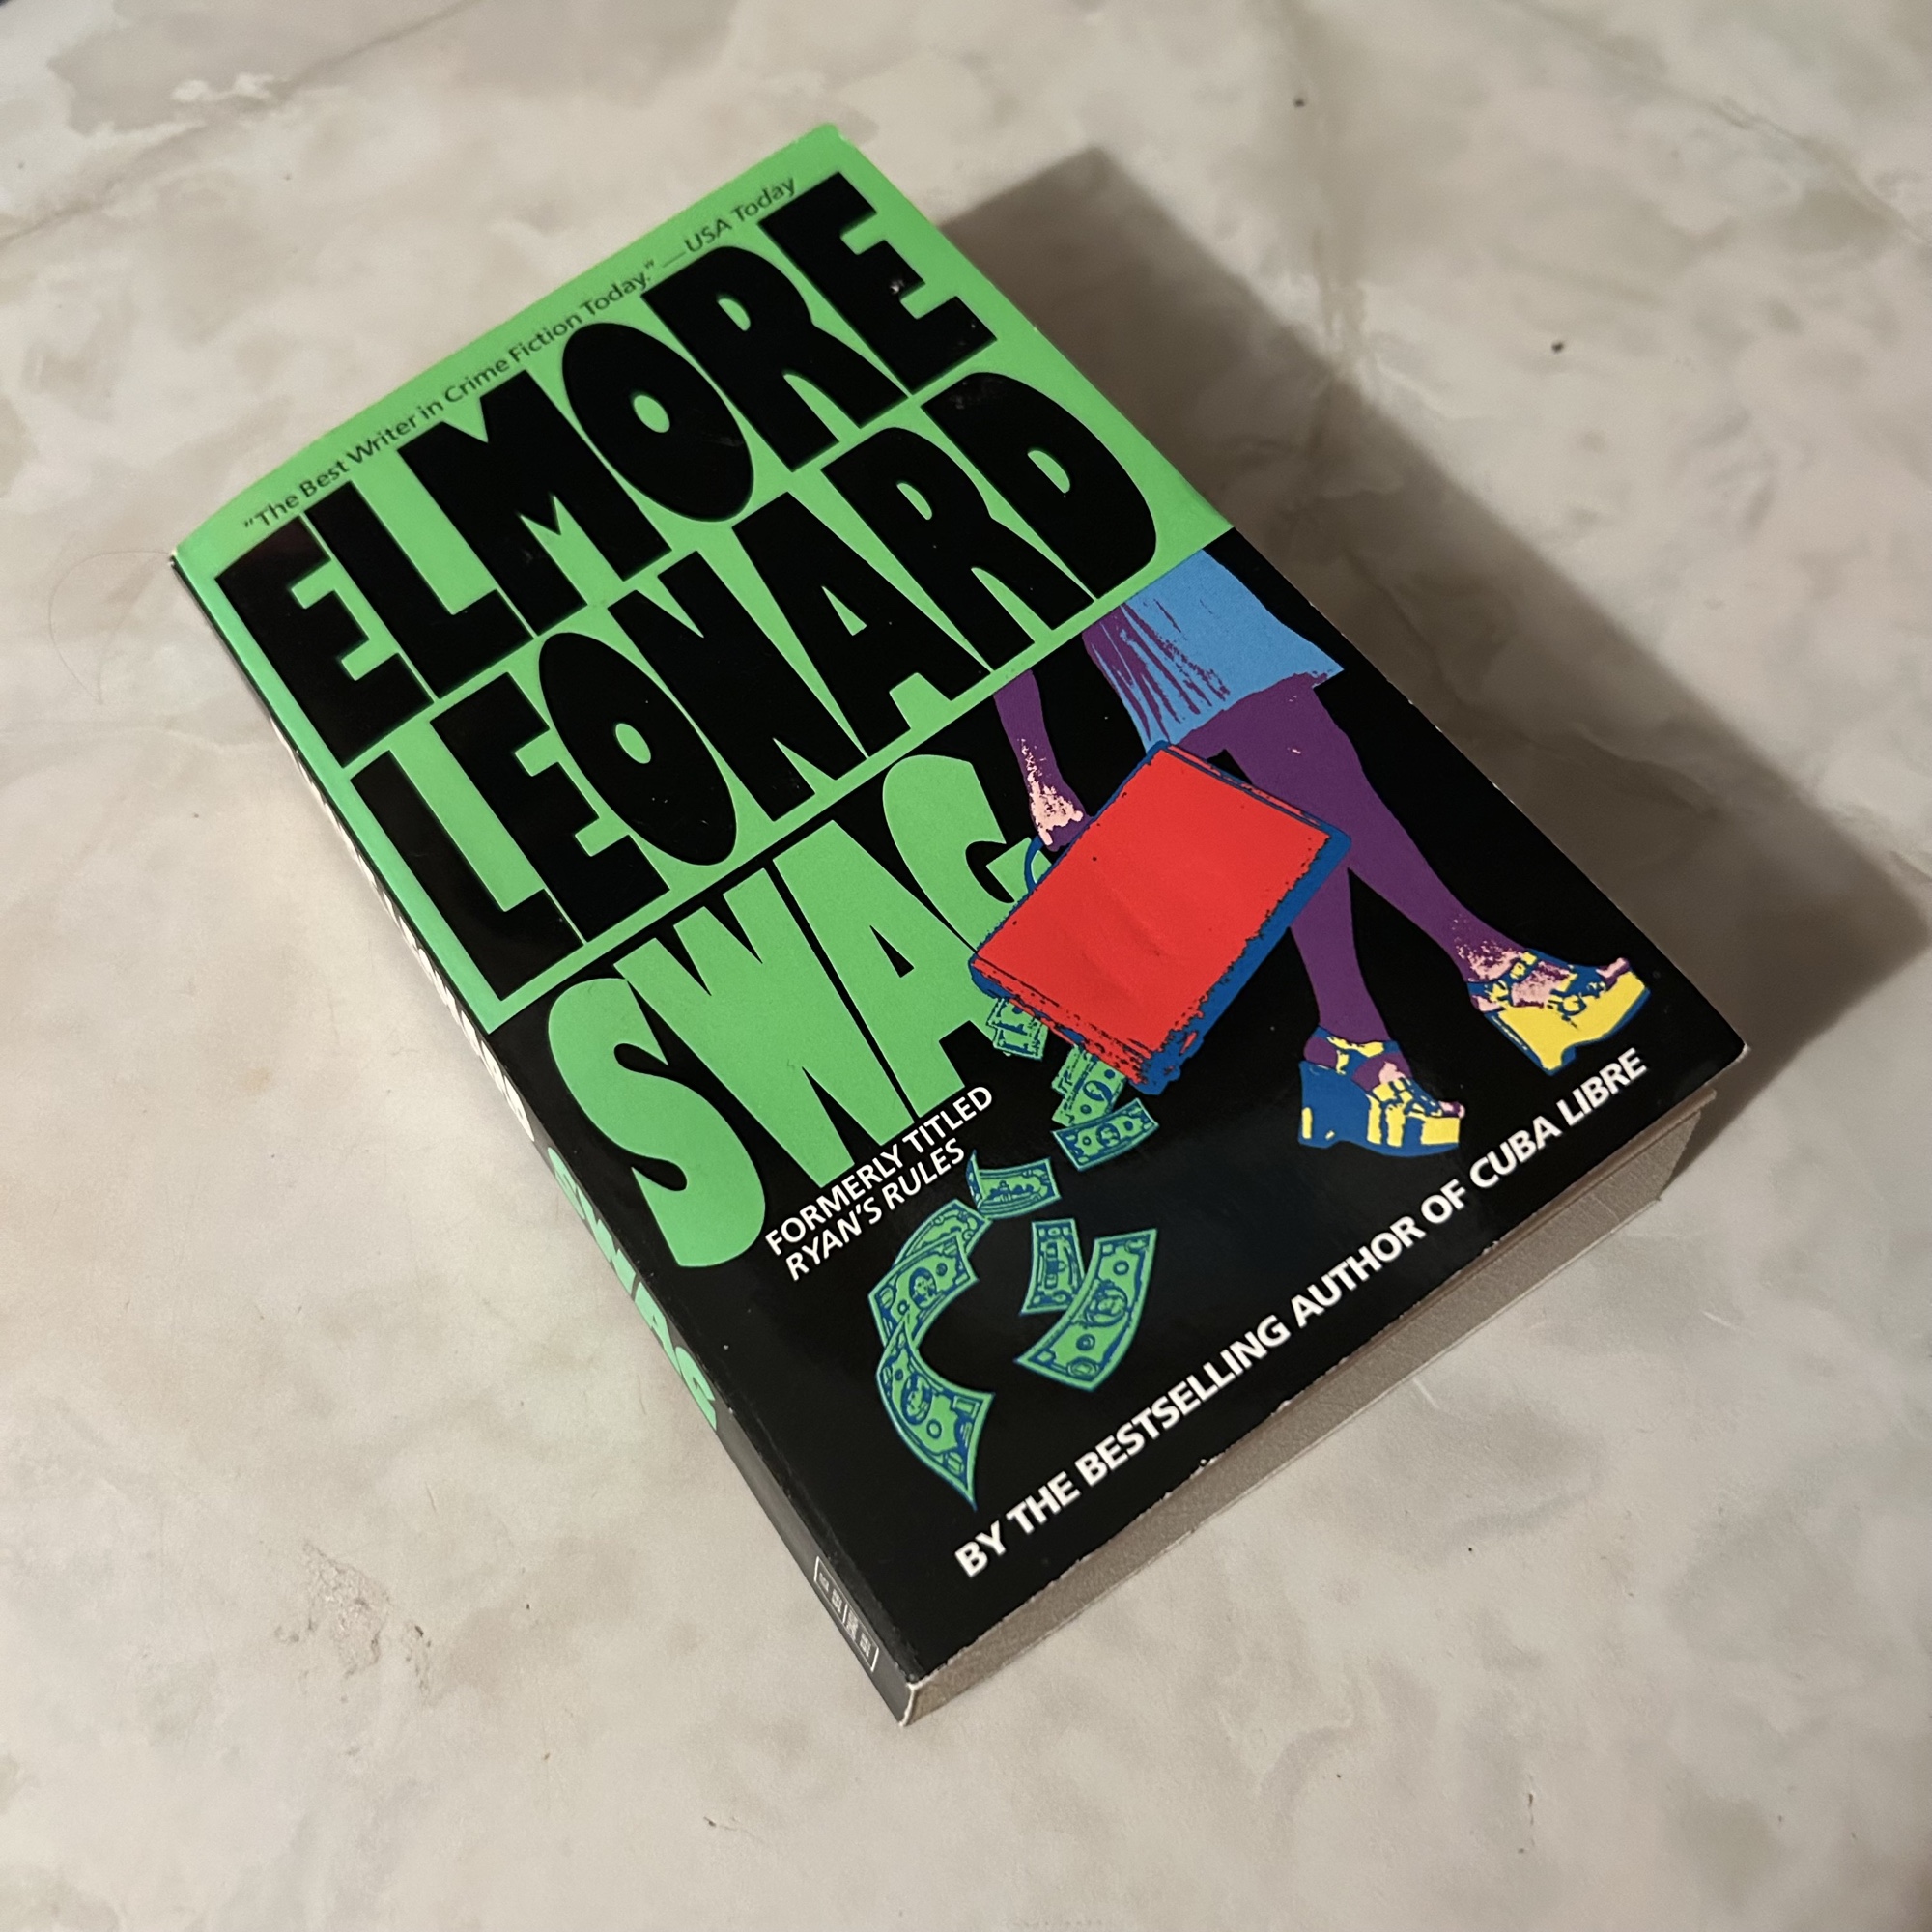 "The Best Writer in Crime Fiction Today." —USA Today
ELMORE
LEONARD
SWAG
FORMERLY TITLED
RYAN'S RULES
BY THE BESTSELLING AUTHOR OF CUBA LIBRE
SWAG